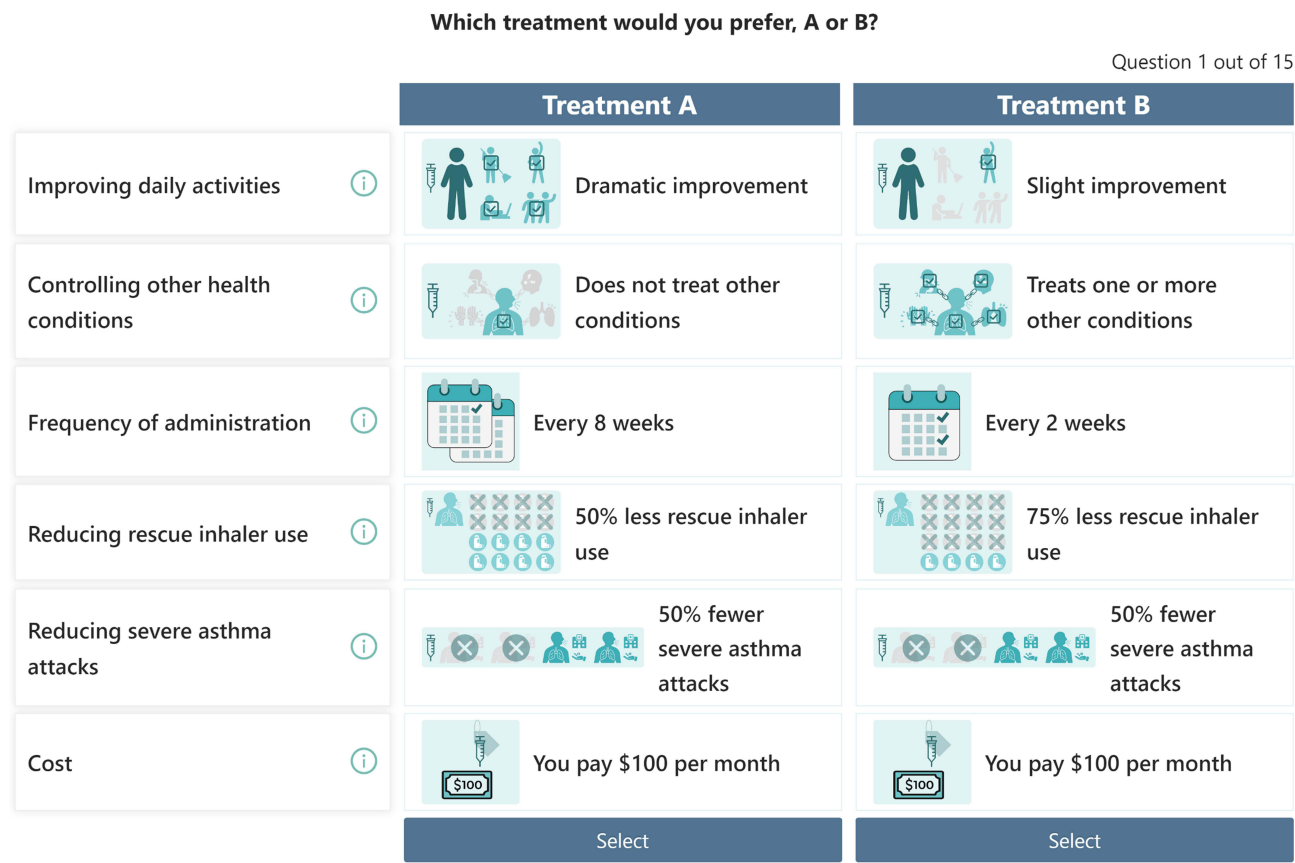 Which treatment would you prefer, A or B?
Question 1 out of 15
Treatment A
Treatment B
Improving daily activities
Dramatic improvement
Slight improvement
Controlling other health
conditions
Does not treat other
conditions
Treats one or more
other conditions
Frequency of administration
Every 8 weeks
Every 2 weeks
Reducing rescue inhaler use
50% less rescue inhaler
use
75% less rescue inhaler
use
Reducing severe asthma
attacks
50% fewer
severe asthma
attacks
50% fewer
severe asthma
attacks
Cost
$100
You pay $100 per month
$100
You pay $100 per month
Select
Select